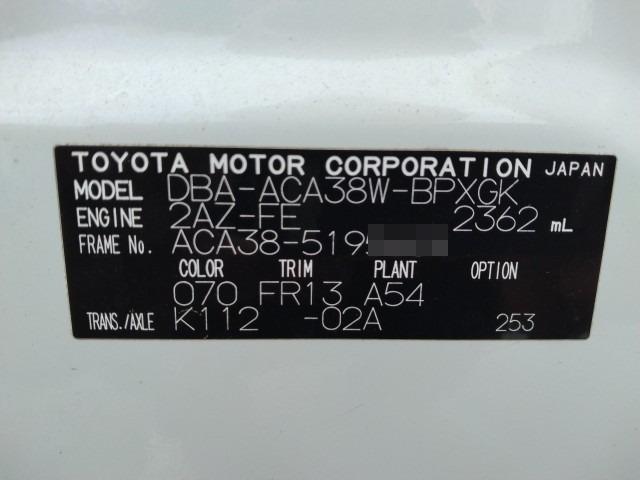 TOYOTA MOTOR CORPORATION JAPAN
MODEL DBA-ACA38W-BPXGK
ENGINE 2AZ-FE 2362 mL
FRAME No. ACA38-5195
COLOR TRIM PLANT OPTION
070 FR13 A54
TRANS./AXLE K112 -02A 253